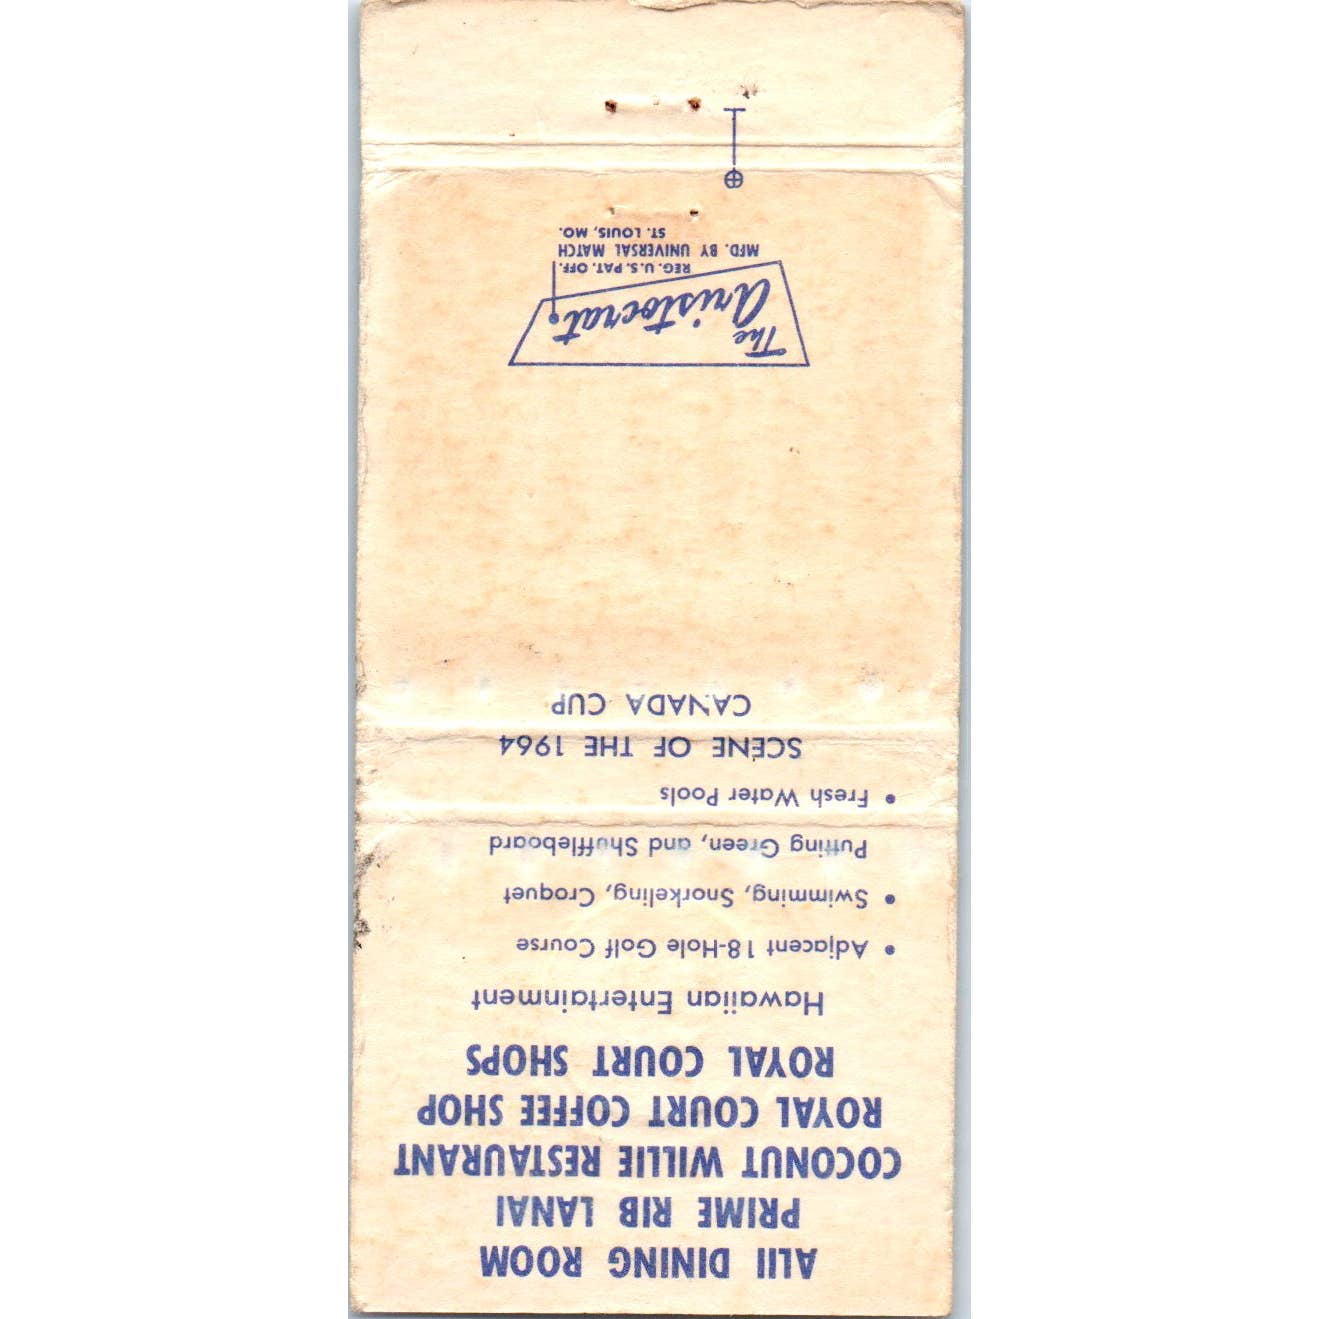 ALII DINING ROOM
PRIME RIB LANAI
COCONUT WILLIE RESTAURANT
ROYAL COURT COFFEE SHOP
ROYAL COURT SHOPS
Hawaiian Entertainment
• Adjacent 18-Hole Golf Course
• Swimming, Snorkeling, Croquet
Putting Green, and Shuffleboard
• Fresh Water Pools
SCENE OF THE 1964
CANADA CUP
The
Aristocrat
REG. U.S. PAT. OFF.
MFD. BY UNIVERSAL MATCH
ST. LOUIS, MO.